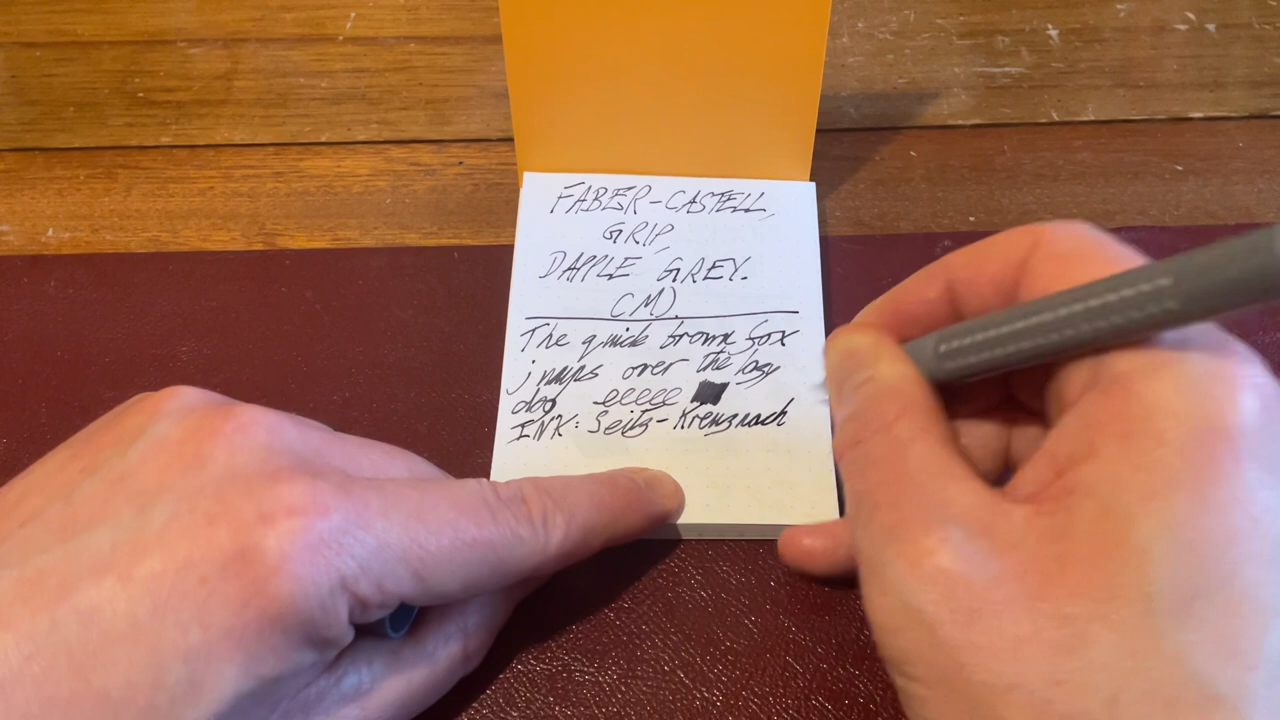 FABER-CASTELL,
GRIP,
DAPPLE GREY.
(M).
The quick brown fox
jumps over the lazy
dog eeeee
INK: Seitz-Kreuznach